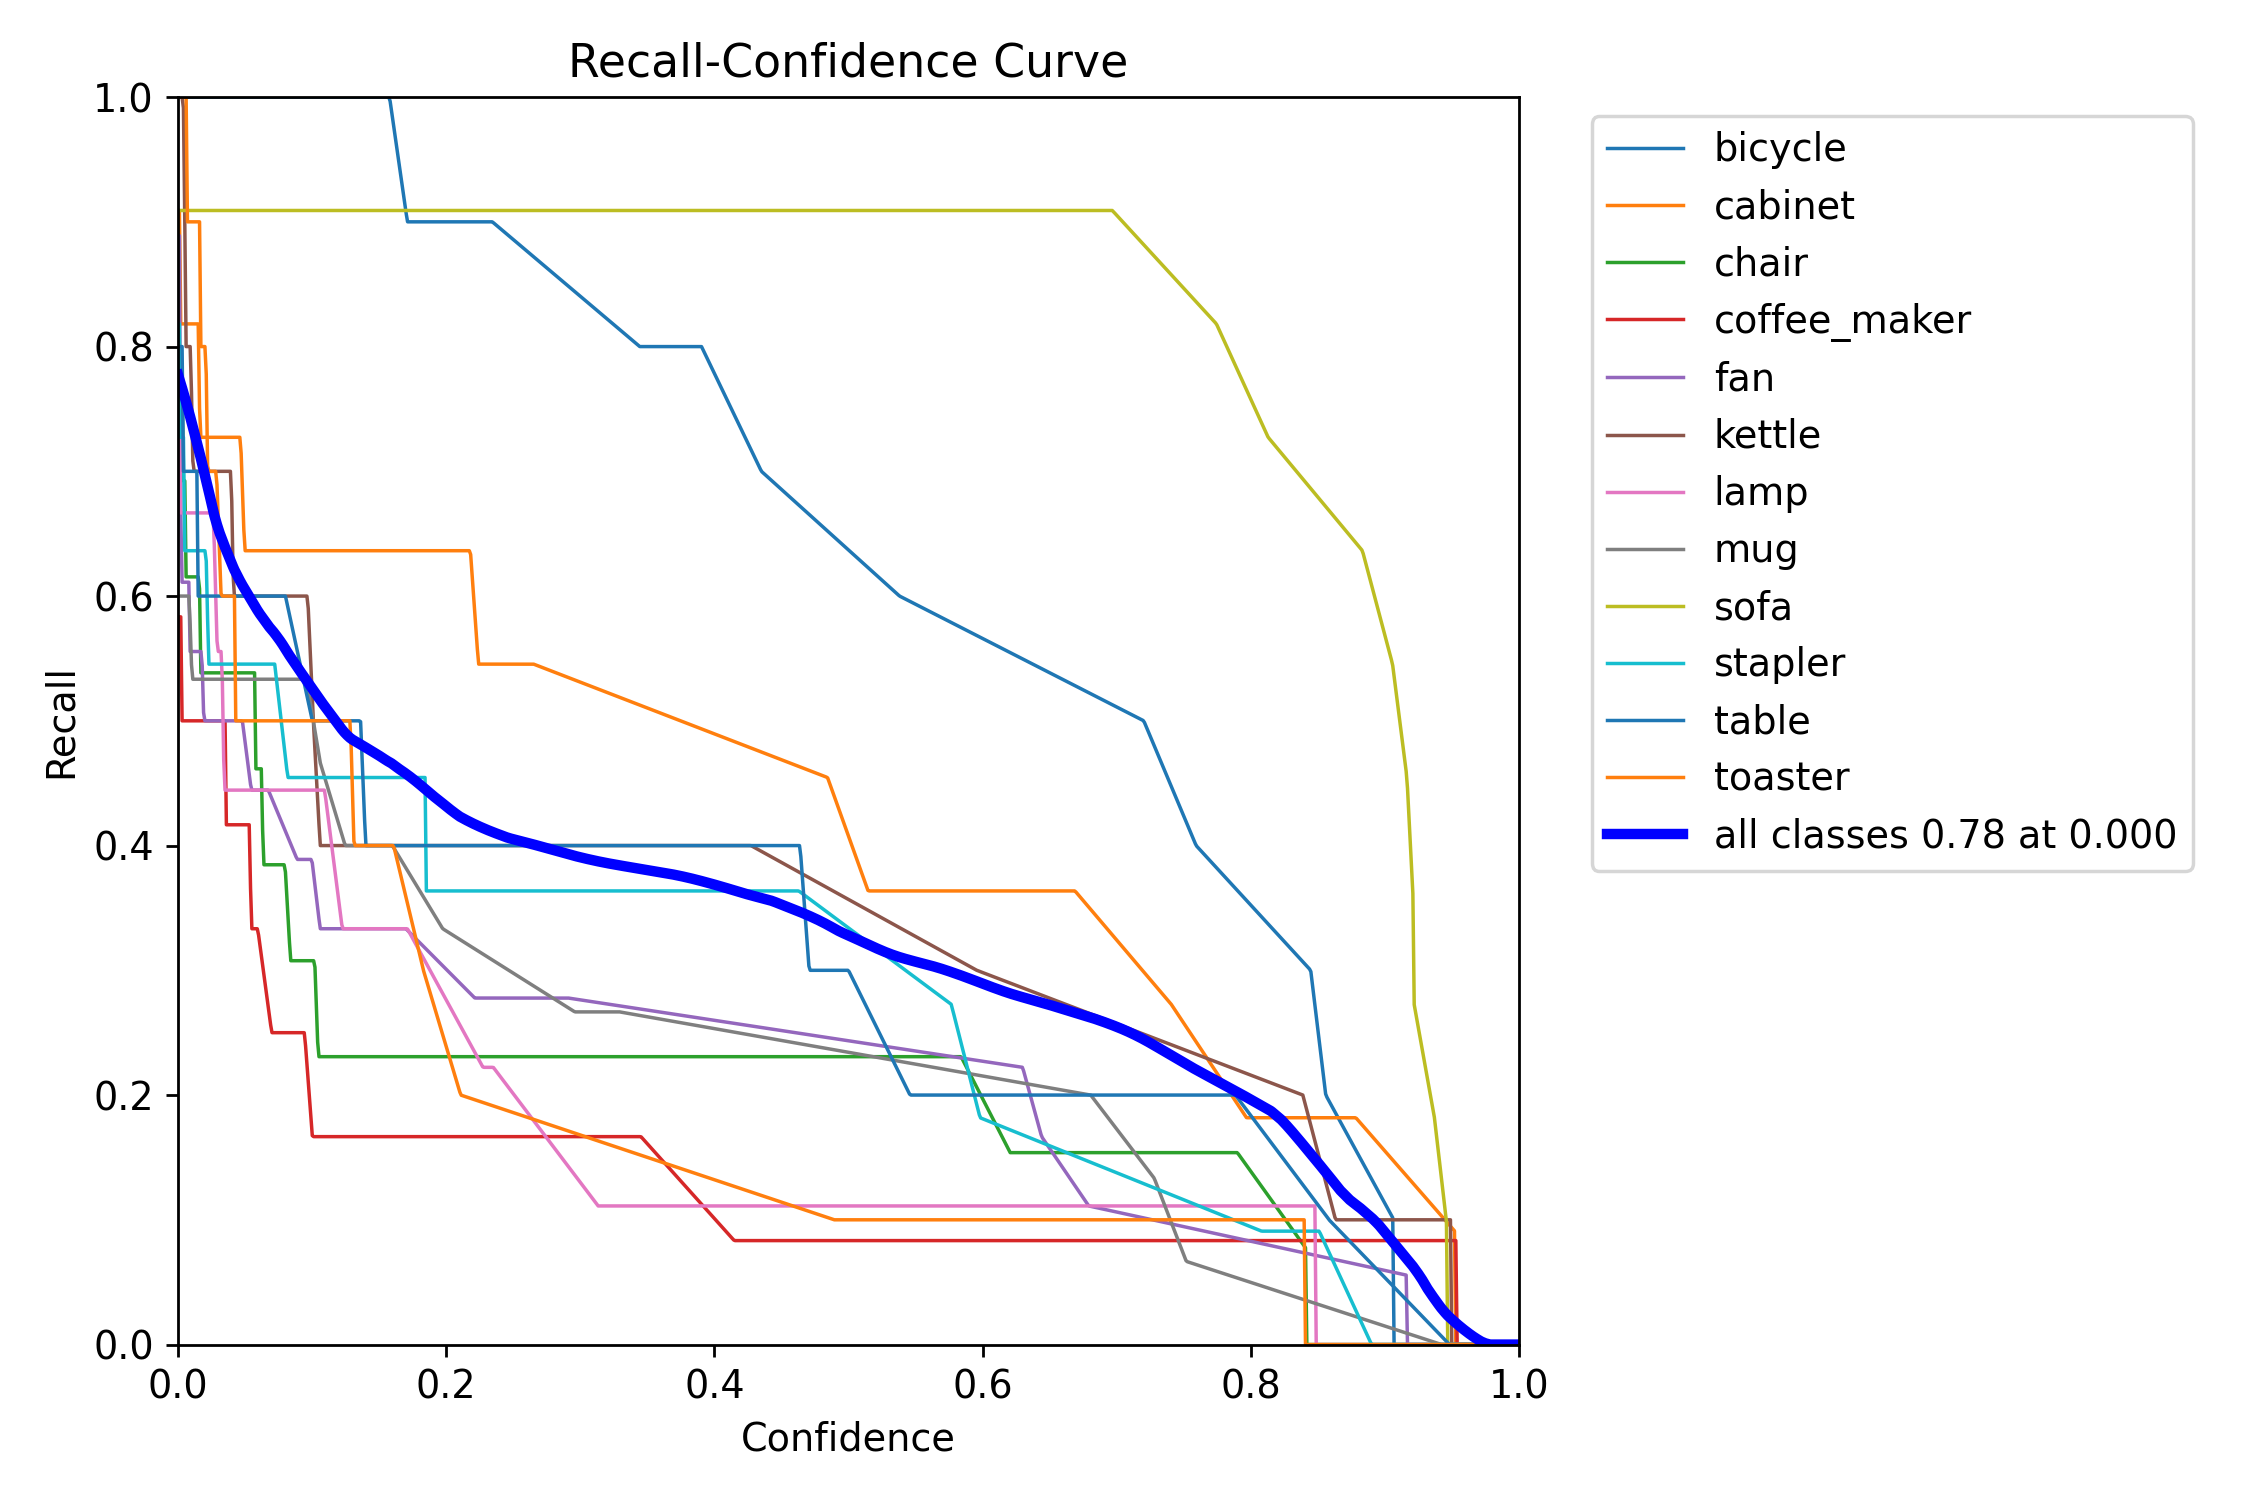 Recall-Confidence Curve
1.0
0.8
0.6
0.4
0.2
0.0
Recall
0.0 0.2 0.4 0.6 0.8 1.0
Confidence
bicycle
cabinet
chair
coffee_maker
fan
kettle
lamp
mug
sofa
stapler
table
toaster
all classes 0.78 at 0.000